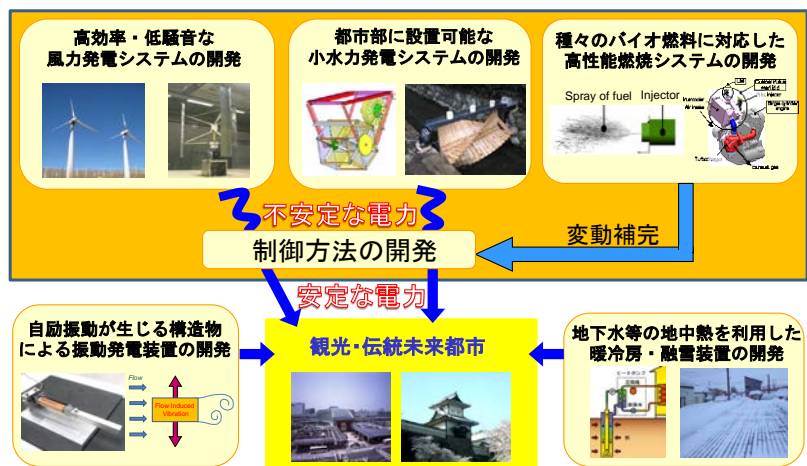 高効率・低騒音な
風力発電システムの開発
都市部に設置可能な
小水力発電システムの開発
種々のバイオ燃料に対応した
高性能燃焼システムの開発
Spray of fuel
Injector
不安定な電力
制御方法の開発
変動補完
安定な電力
自励振動が生じる構造物
による振動発電装置の開発
Flow
Flow Induced
Vibration
観光・伝統未来都市
地下水等の地中熱を利用した
暖冷房・融雪装置の開発
ヒートポンプ